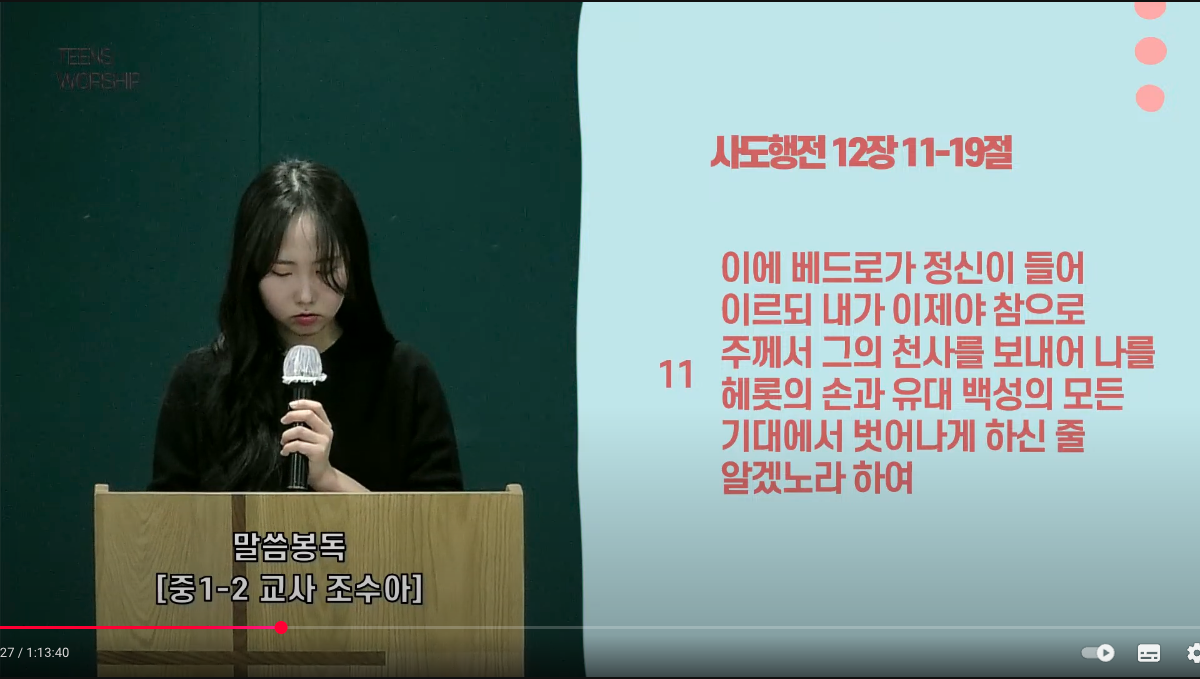 TEENS
WORSHIP
사도행전 12장 11-19절
11
이에 베드로가 정신이 들어
이르되 내가 이제야 참으로
주께서 그의 천사를 보내어 나를
헤롯의 손과 유대 백성의 모든
기대에서 벗어나게 하신 줄
알겠노라 하여
말씀봉독
[중1-2 교사 조수아]
27 / 1:13:40